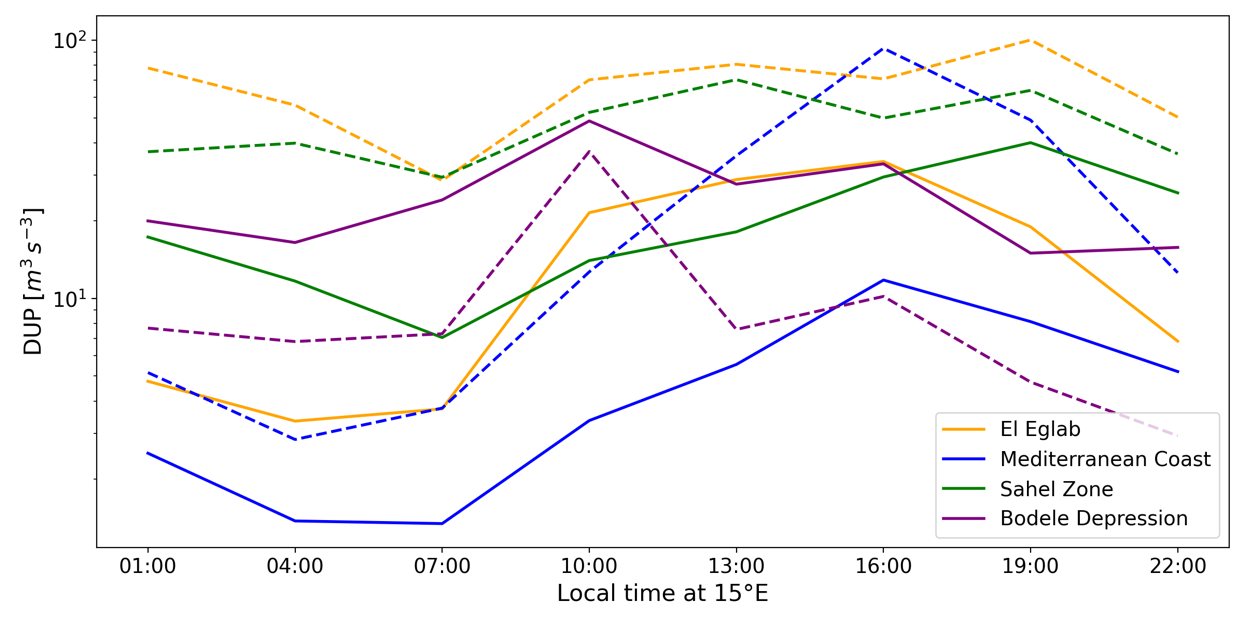 10²
10¹
DUP [m³ s⁻³]
El Eglab
Mediterranean Coast
Sahel Zone
Bodele Depression
01:00 04:00 07:00 10:00 13:00 16:00 19:00 22:00
Local time at 15°E